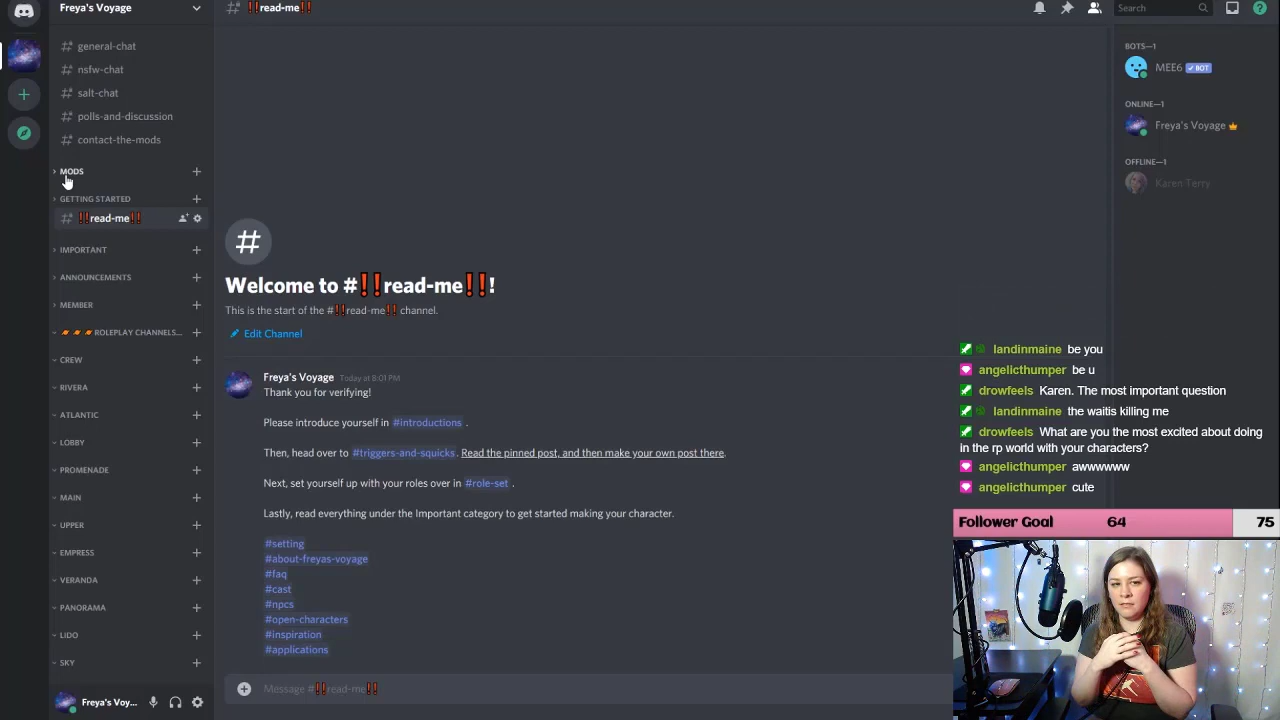 Freya's Voyage
general-chat
nsfw-chat
salt-chat
polls-and-discussion
contact-the-mods
MODS
GETTING STARTED
‼️read-me‼️
IMPORTANT
ANNOUNCEMENTS
MEMBER
ROLEPLAY CHANNELS...
CREW
RIVERA
ATLANTIC
LOBBY
PROMENADE
MAIN
UPPER
EMPRESS
VERANDA
PANORAMA
LIDO
SKY
Freya's Voy...
# ‼️read-me‼️
Search
Welcome to #‼️read-me‼️!
This is the start of the #‼️read-me‼️ channel.
Edit Channel
Freya's Voyage Today at 8:01 PM
Thank you for verifying!
Please introduce yourself in #introductions .
Then, head over to #triggers-and-squicks. Read the pinned post, and then make your own post there.
Next, set yourself up with your roles over in #role-set .
Lastly, read everything under the Important category to get started making your character.
#setting
#about-freyas-voyage
#faq
#cast
#npcs
#open-characters
#inspiration
#applications
Message #‼️read-me‼️
BOTS—1
MEE6 BOT
ONLINE—1
Freya's Voyage
OFFLINE—1
Karen-Terry
landinmaine be you
angelicthumper be u
drowfeels Karen. The most important question
landinmaine the waitis killing me
drowfeels What are you the most excited about doing
in the rp world with your characters?
angelicthumper awwwwww
angelicthumper cute
Follower Goal 64 75